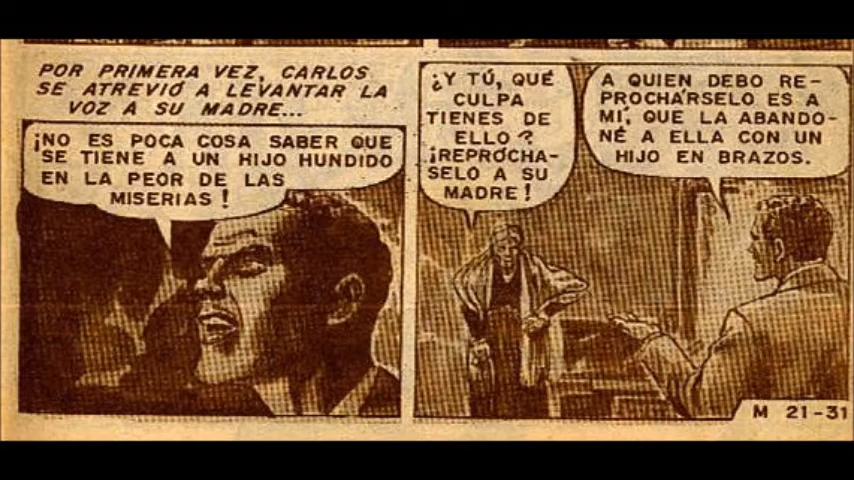 POR PRIMERA VEZ, CARLOS
SE ATREVIÓ A LEVANTAR LA
VOZ A SU MADRE...
¡NO ES POCA COSA SABER QUE
SE TIENE A UN HIJO HUNDIDO
EN LA PEOR DE LAS
MISERIAS!
¿Y TÚ, QUÉ
CULPA
TIENES DE
ELLO?
¡REPRÓCHA-
SELO A SU
MADRE!
A QUIEN DEBO RE-
PROCHÁRSELO ES A
MÍ, QUE LA ABANDO-
NÉ A ELLA CON UN
HIJO EN BRAZOS.
M 21-31